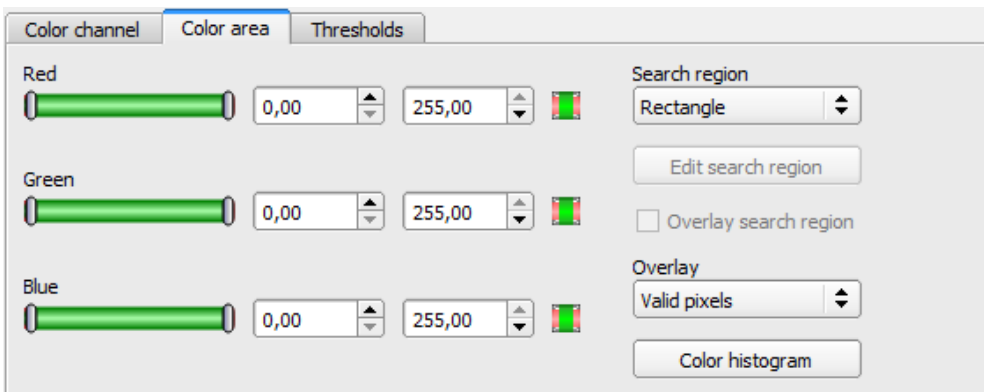 Color channel Color area Thresholds
Red
0,00 255,00
Green
0,00 255,00
Blue
0,00 255,00
Search region
Rectangle
Edit search region
Overlay search region
Overlay
Valid pixels
Color histogram